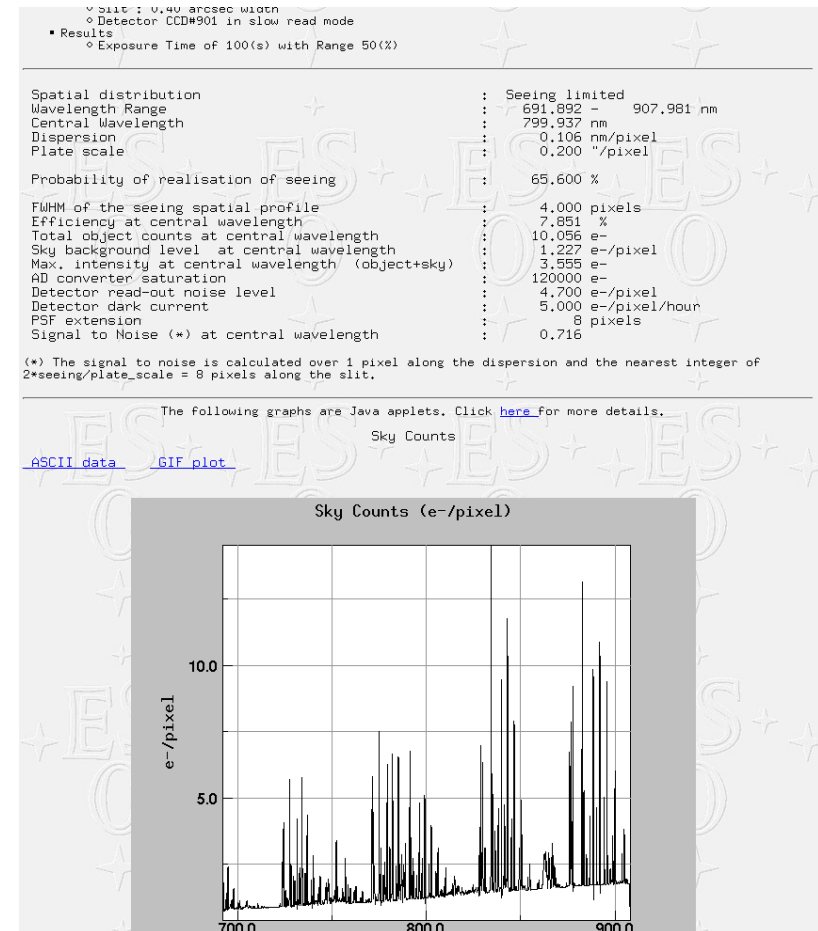 ◦ Slit : 0.40 arcsec width
◦ Detector CCD#901 in slow read mode
▪ Results
◦ Exposure Time of 100(s) with Range 50(%)
Spatial distribution : Seeing limited
Wavelength Range : 691.892 - 907.981 nm
Central Wavelength : 799.937 nm
Dispersion : 0.106 nm/pixel
Plate scale : 0.200 "/pixel
Probability of realisation of seeing : 65.600 %
FWHM of the seeing spatial profile : 4.000 pixels
Efficiency at central wavelength : 7.851 %
Total object counts at central wavelength : 10.056 e-
Sky background level at central wavelength : 1.227 e-/pixel
Max. intensity at central wavelength (object+sky) : 3.555 e-
AD converter saturation : 120000 e-
Detector read-out noise level : 4.700 e-/pixel
Detector dark current : 5.000 e-/pixel/hour
PSF extension : 8 pixels
Signal to Noise (*) at central wavelength : 0.716
(*) The signal to noise is calculated over 1 pixel along the dispersion and the nearest integer of
2*seeing/plate_scale = 8 pixels along the slit.
The following graphs are Java applets. Click here for more details.
Sky Counts
ASCII data GIF plot
Sky Counts (e-/pixel)
10.0
e-/pixel
5.0
700.0 800.0 900.0